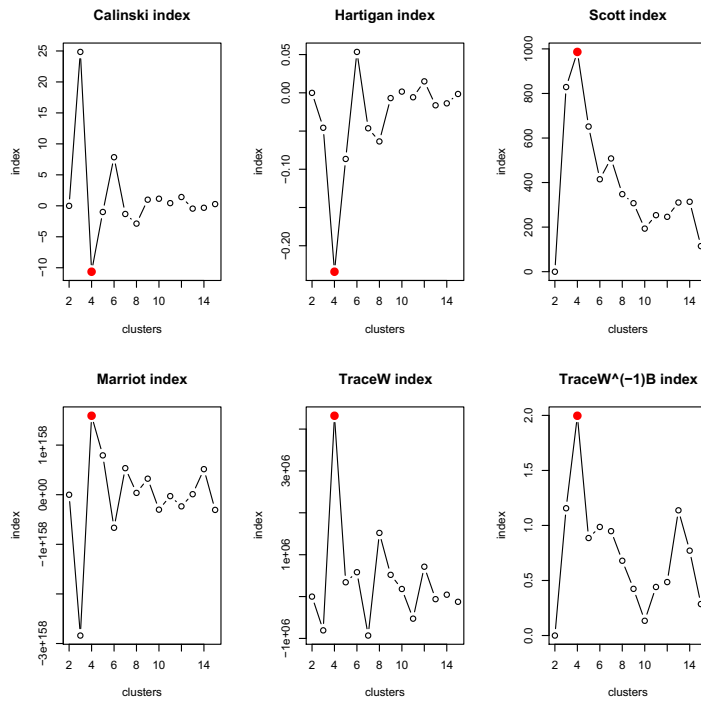 Calinski index
Hartigan index
Scott index
index
25
20
15
10
5
0
−5
−10
2 4 6 8 10 14
clusters
index
0.05
0.00
−0.10
−0.20
2 4 6 8 10 14
clusters
index
1000
800
600
400
200
0
2 4 6 8 10 14
clusters
Marriot index
TraceW index
TraceW^(−1)B index
index
1e+158
0e+00
−1e+158
−3e+158
2 4 6 8 10 14
clusters
index
3e+06
1e+06
−1e+06
2 4 6 8 10 14
clusters
index
2.0
1.5
1.0
0.5
0.0
2 4 6 8 10 14
clusters